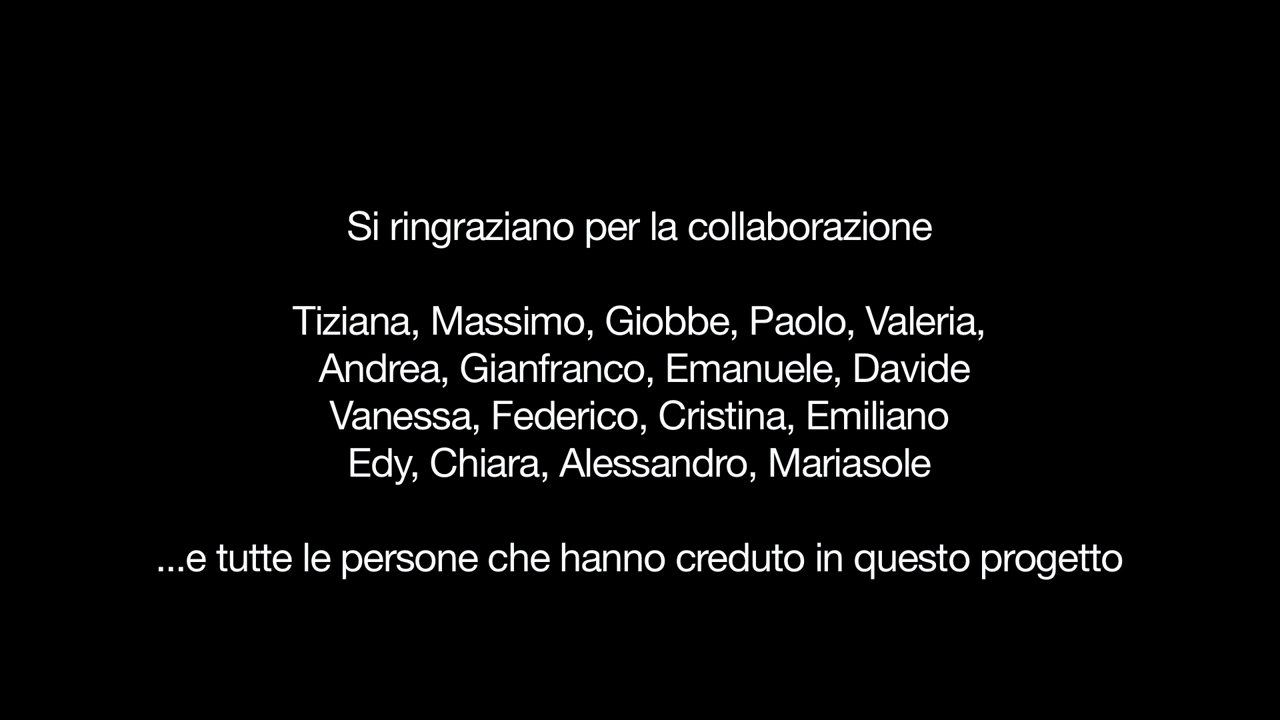 Si ringraziano per la collaborazione
Tiziana, Massimo, Giobbe, Paolo, Valeria,
Andrea, Gianfranco, Emanuele, Davide
Vanessa, Federico, Cristina, Emiliano
Edy, Chiara, Alessandro, Mariasole
...e tutte le persone che hanno creduto in questo progetto